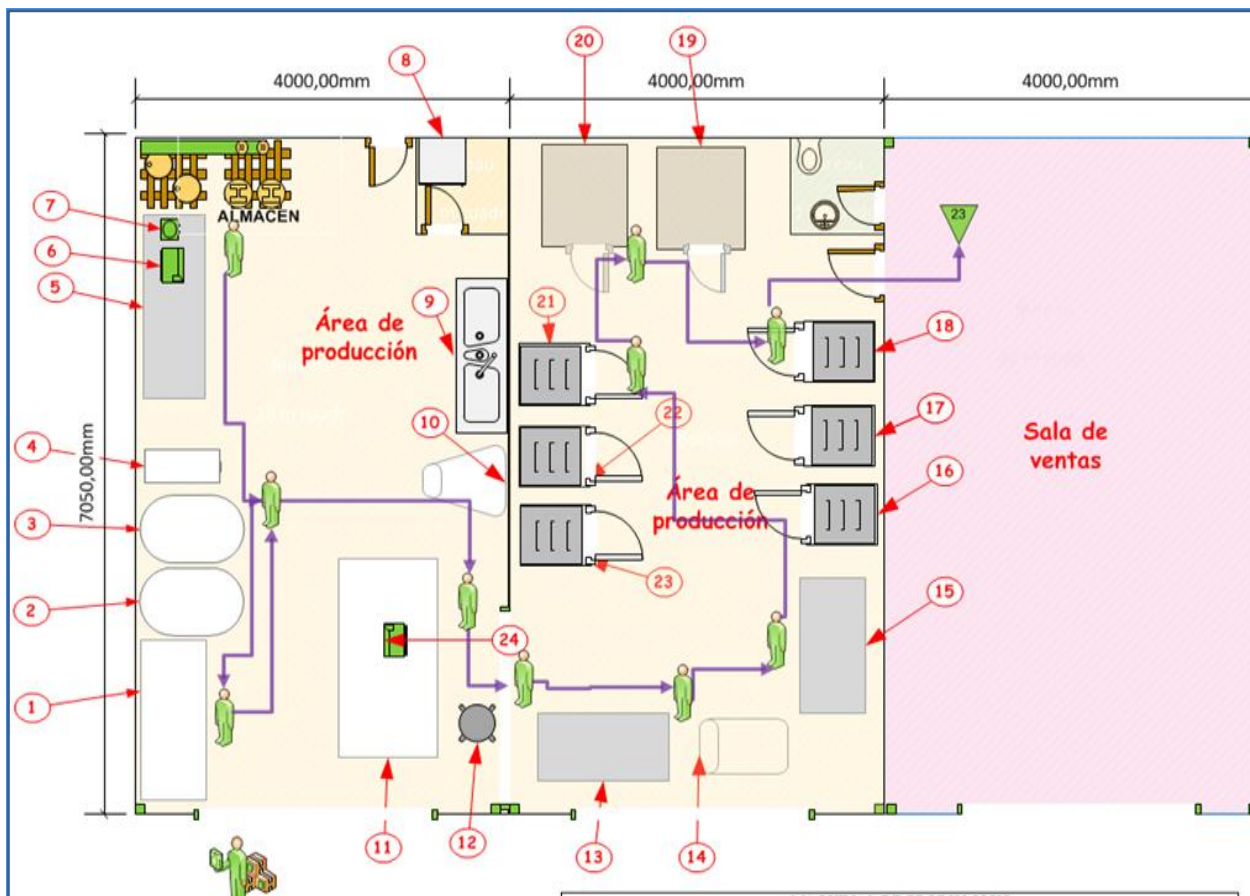 20
19
8
4000,00mm
4000,00mm
4000,00mm
7
ALMACEN
23
6
5
9
21
Área de
producción
18
10
22
17
Sala de
ventas
4
7050,00mm
Área de
producción
16
3
23
15
2
24
1
11
12
13
14